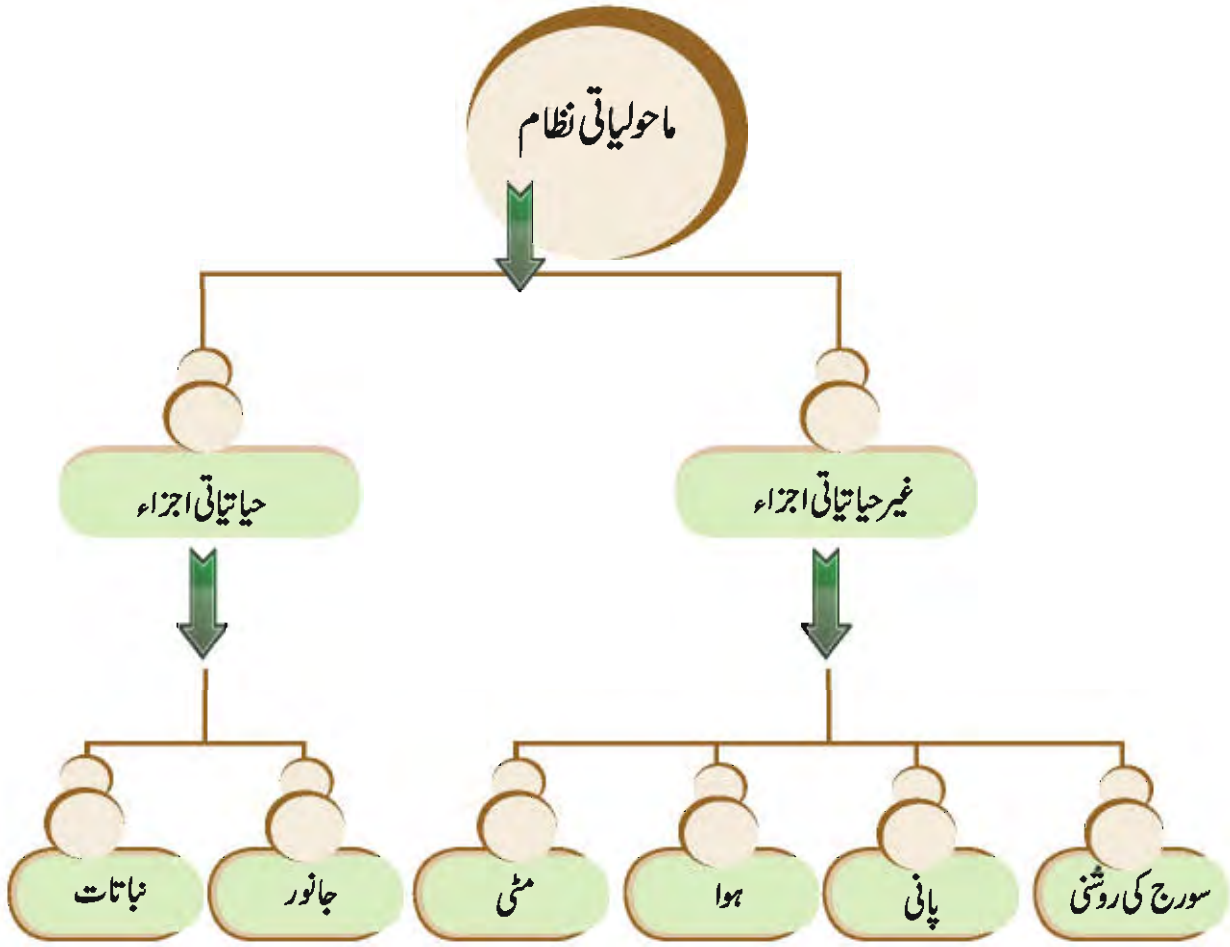 ماحولیاتی نظام
غیر حیاتیاتی اجزاء
حیاتیاتی اجزاء
سورج کی روشنی
پانی
ہوا
مٹی
جانور
نباتات